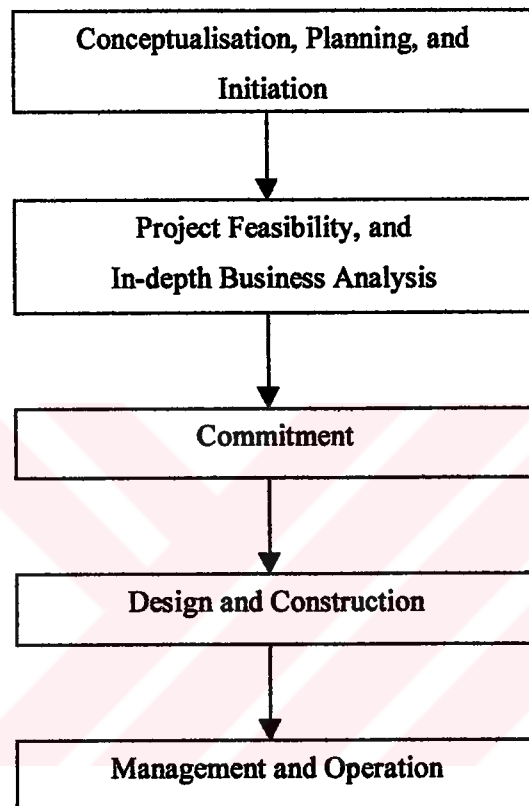 Conceptualisation, Planning, and
Initiation
Project Feasibility, and
In-depth Business Analysis
Commitment
Design and Construction
Management and Operation